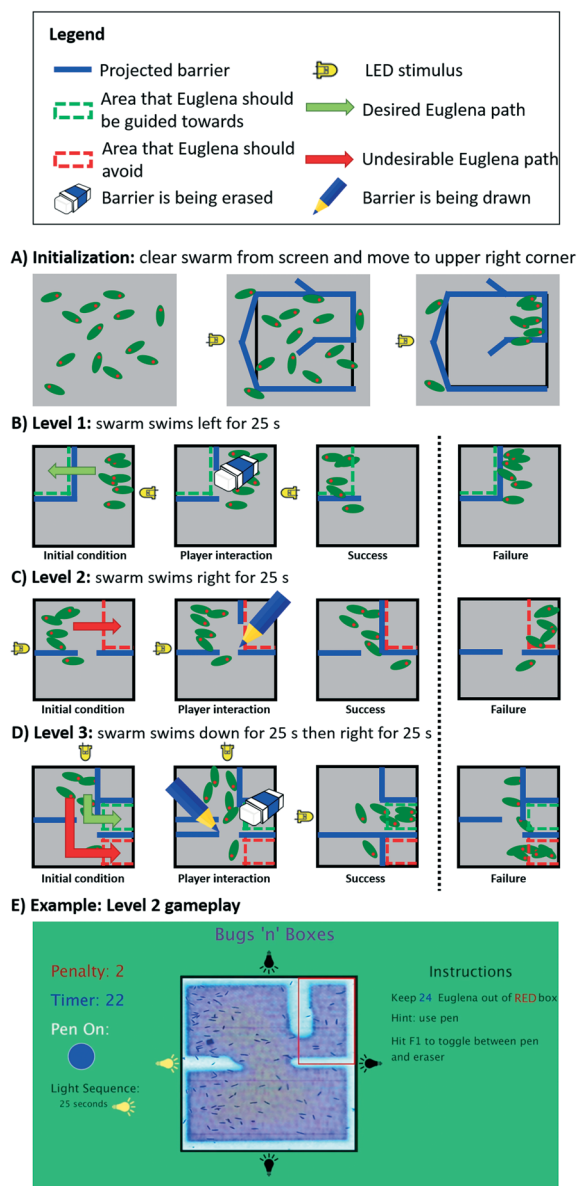 Legend
Projected barrier
LED stimulus
Area that Euglena should
be guided towards
Desired Euglena path
Area that Euglena should
avoid
Undesirable Euglena path
Barrier is being erased
Barrier is being drawn
A) Initialization: clear swarm from screen and move to upper right corner
B) Level 1: swarm swims left for 25 s
Initial condition
Player interaction
Success
Failure
C) Level 2: swarm swims right for 25 s
Initial condition
Player interaction
Success
Failure
D) Level 3: swarm swims down for 25 s then right for 25 s
Initial condition
Player interaction
Success
Failure
E) Example: Level 2 gameplay
Bugs 'n' Boxes
Penalty: 2
Timer: 22
Pen On:
Light Sequence:
25 seconds
Instructions
Keep 24 Euglena out of RED box
Hint: use pen
Hit F1 to toggle between pen
and eraser